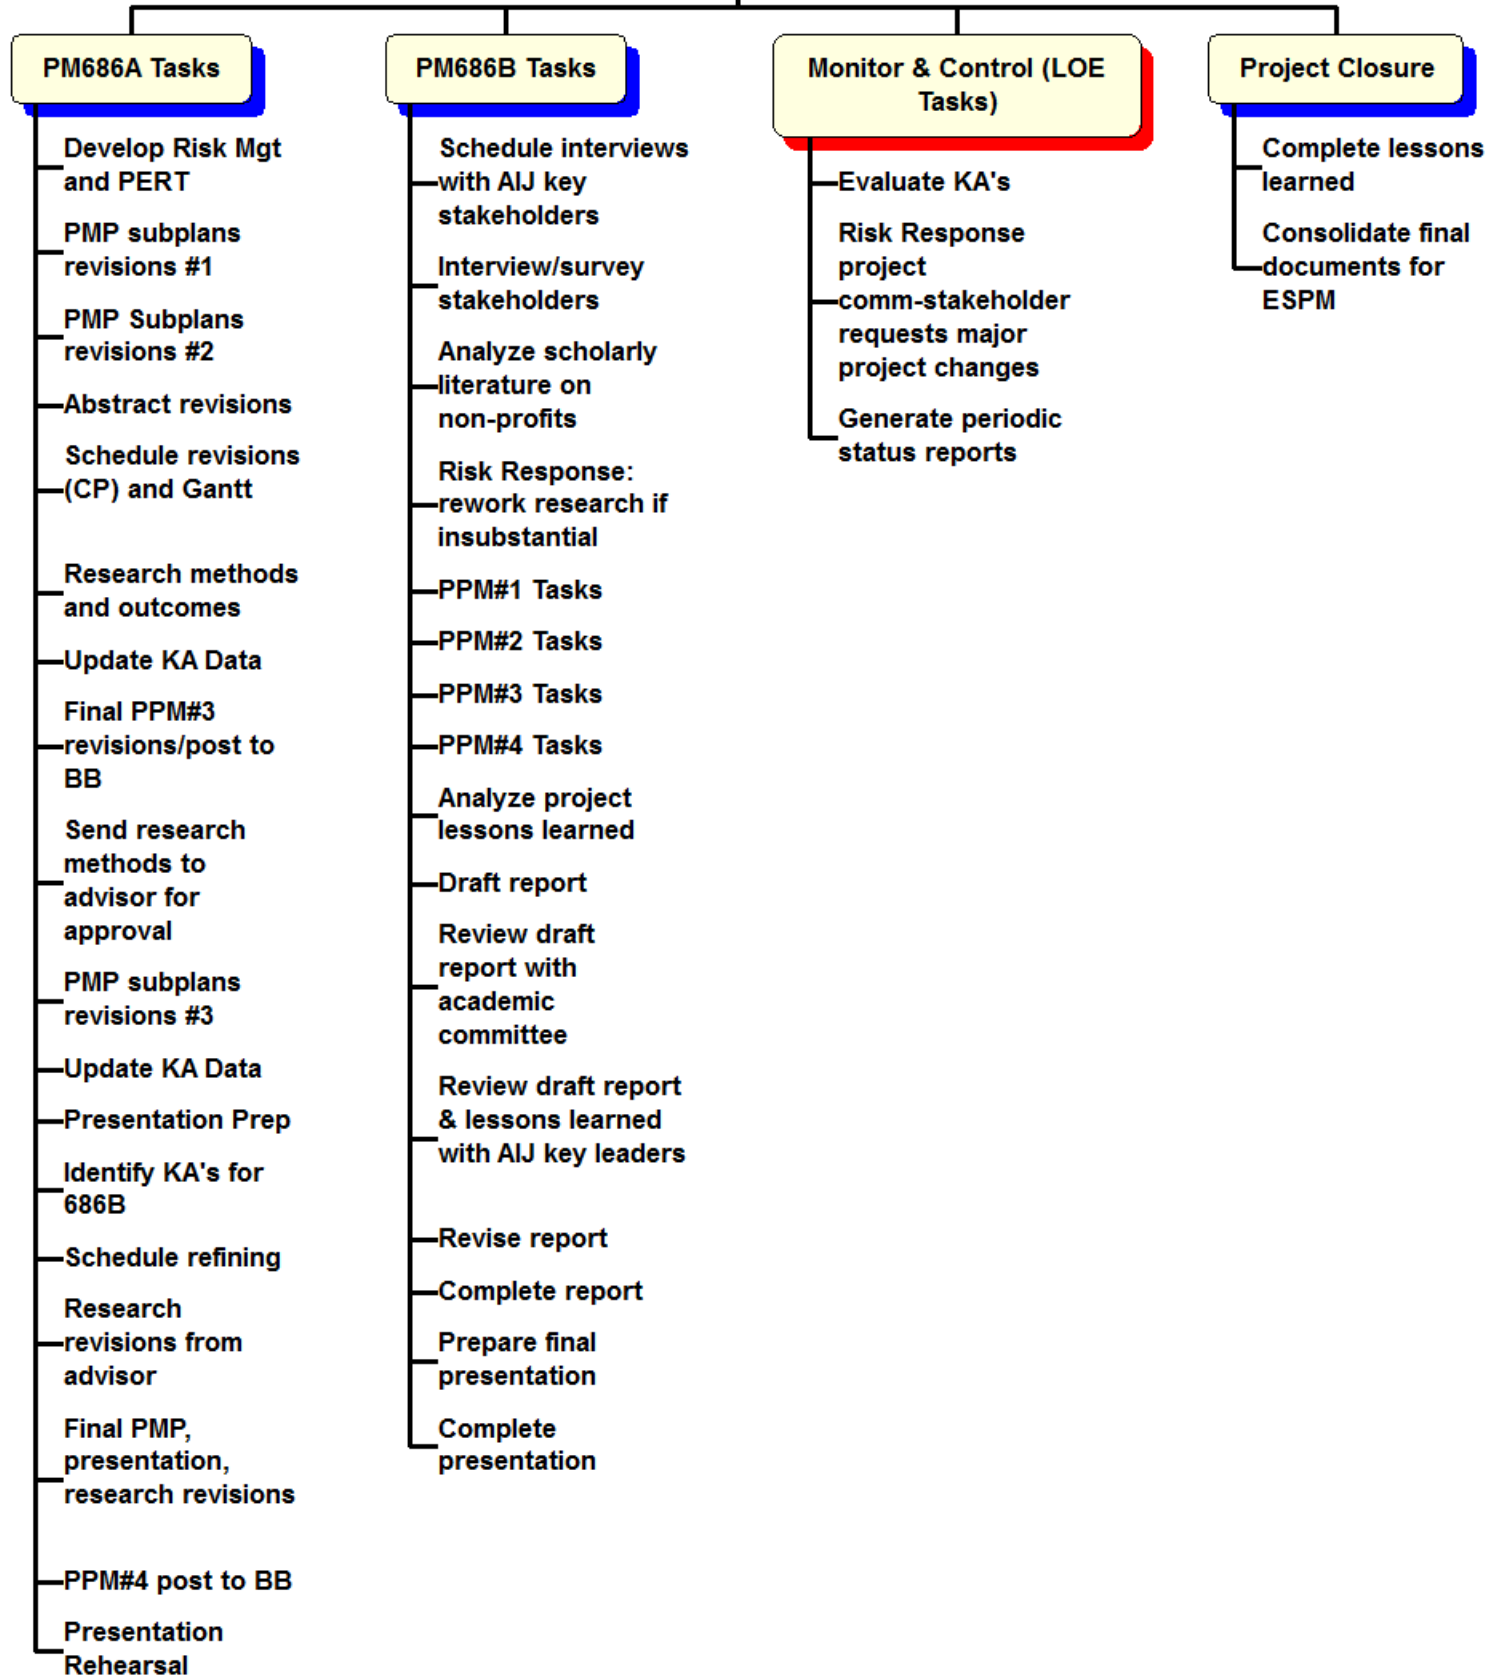 PM686A Tasks
Develop Risk Mgt
and PERT
PMP subplans
revisions #1
PMP Subplans
revisions #2
Abstract revisions
Schedule revisions
(CP) and Gantt
Research methods
and outcomes
Update KA Data
Final PPM#3
revisions/post to
BB
Send research
methods to
advisor for
approval
PMP subplans
revisions #3
Update KA Data
Presentation Prep
Identify KA's for
686B
Schedule refining
Research
revisions from
advisor
Final PMP,
presentation,
research revisions
PPM#4 post to BB
Presentation
Rehearsal
PM686B Tasks
Schedule interviews
with AIJ key
stakeholders
Interview/survey
stakeholders
Analyze scholarly
literature on
non-profits
Risk Response:
rework research if
insubstantial
PPM#1 Tasks
PPM#2 Tasks
PPM#3 Tasks
PPM#4 Tasks
Analyze project
lessons learned
Draft report
Review draft
report with
academic
committee
Review draft report
& lessons learned
with AIJ key leaders
Revise report
Complete report
Prepare final
presentation
Complete
presentation
Monitor & Control (LOE
Tasks)
Evaluate KA's
Risk Response
project
comm-stakeholder
requests major
project changes
Generate periodic
status reports
Project Closure
Complete lessons
learned
Consolidate final
documents for
ESPM